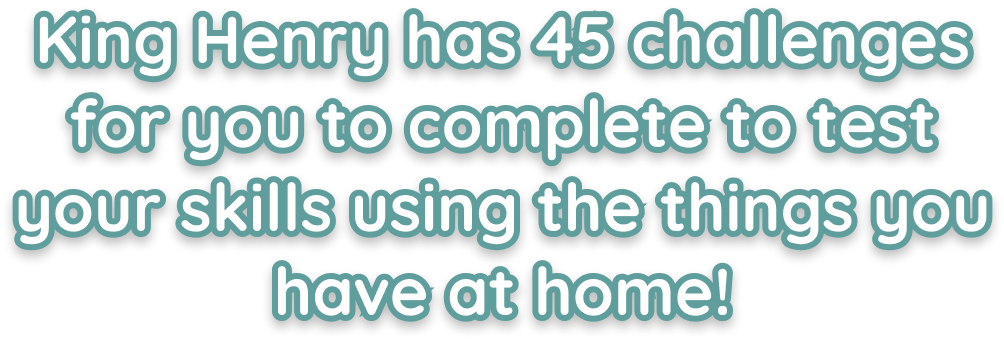 King Henry has 45 challenges
for you to complete to test
your skills using the things you
have at home!